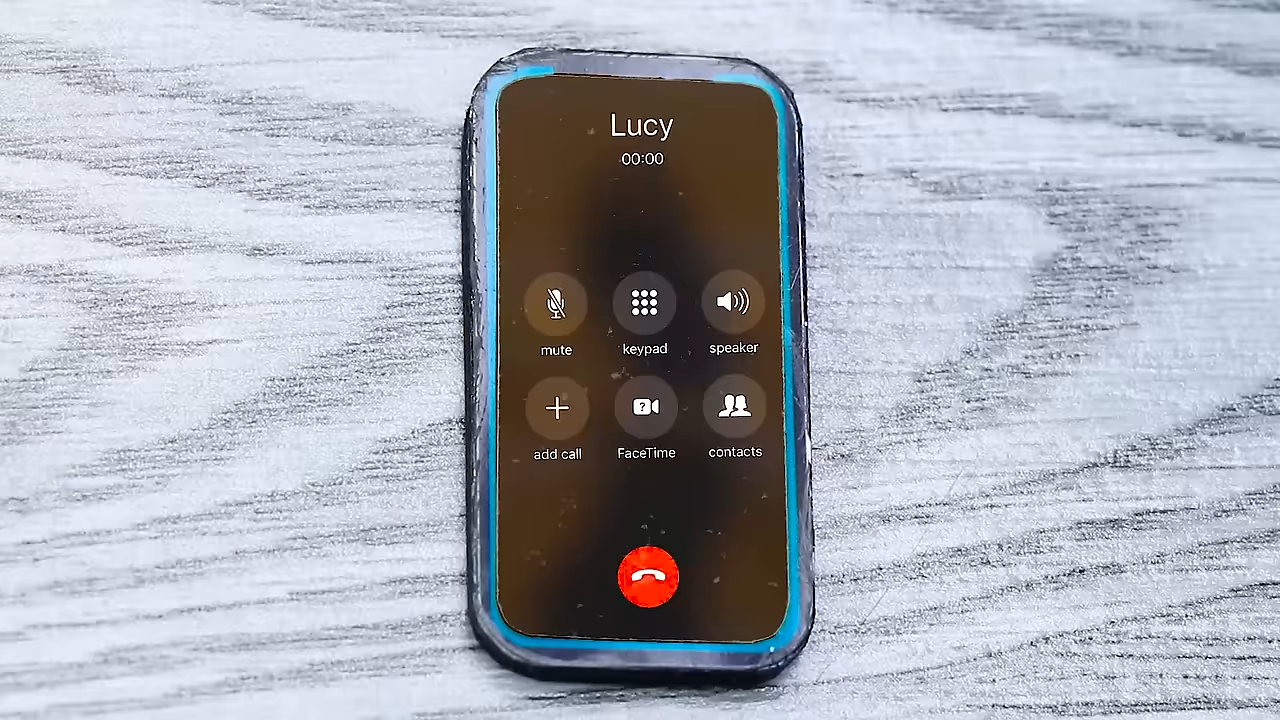 Lucy
00:00
mute
keypad
speaker
add call
FaceTime
contacts